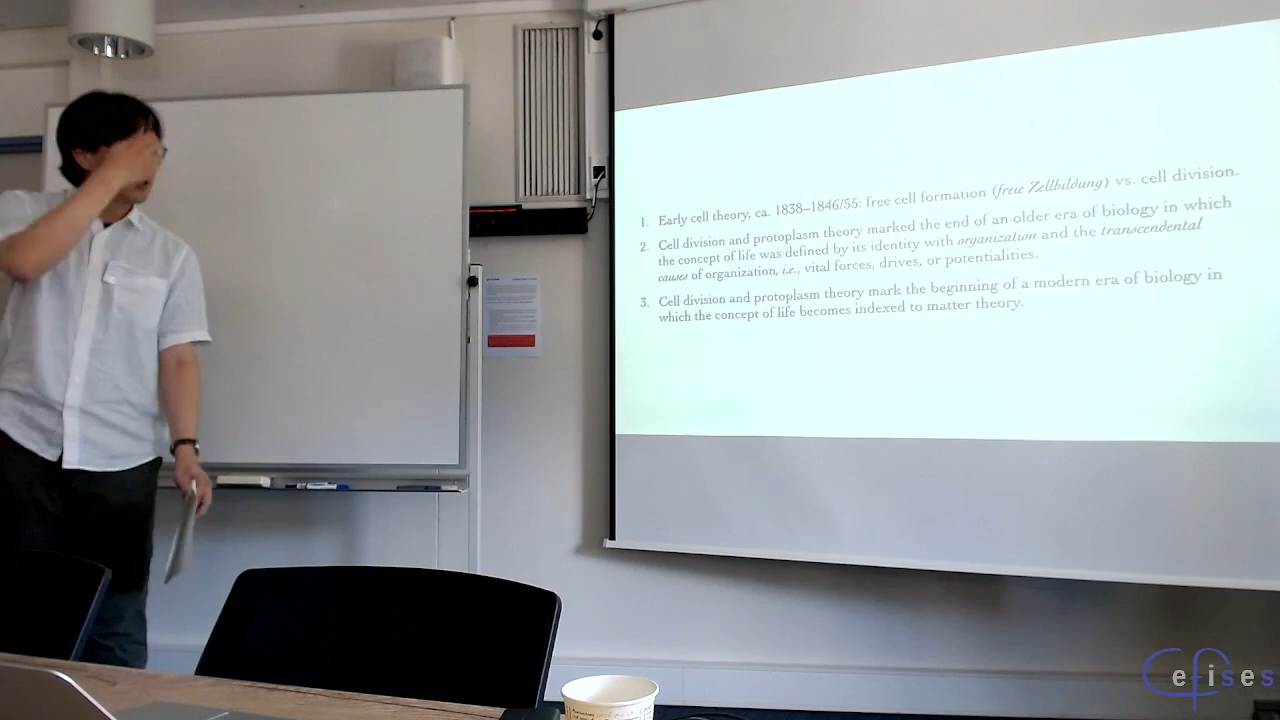 1. Early cell theory, ca. 1838–1846/55: free cell formation (freie Zellbildung) vs. cell division.
2. Cell division and protoplasm theory marked the end of an older era of biology in which
the concept of life was defined by its identity with organization and the transcendental
causes of organization, i.e., vital forces, drives, or potentialities.
3. Cell division and protoplasm theory mark the beginning of a modern era of biology in
which the concept of life becomes indexed to matter theory.
Cefises